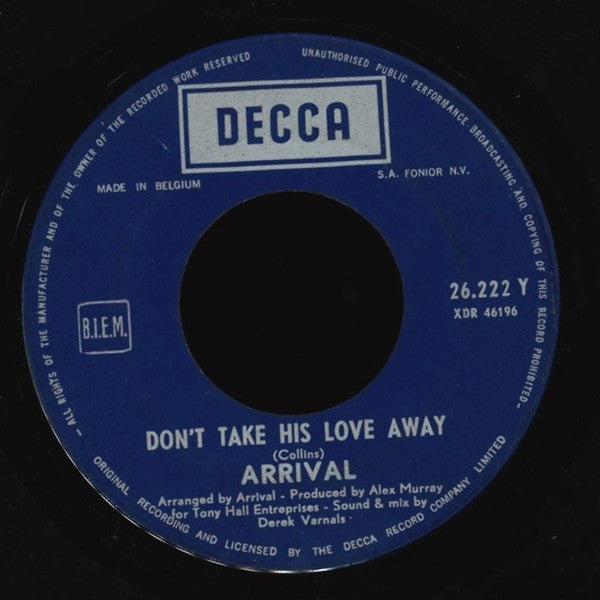 — ALL RIGHTS OF THE MANUFACTURER AND OF THE OWNER OF THE RECORDED WORK RESERVED
UNAUTHORISED PUBLIC PERFORMANCE BROADCASTING AND COPYING OF THIS RECORD PROHIBITED.—
DECCA
MADE IN BELGIUM
S.A. FONIOR N.V.
26.222 Y
XDR 46196
B.I.E.M.
DON'T TAKE HIS LOVE AWAY
(Collins)
ARRIVAL
Arranged by Arrival - Produced by Alex Murray
for Tony Hall Entreprises - Sound & mix by
Derek Varnals
ORIGINAL RECORDING AND LICENSED BY THE DECCA RECORD COMPANY LIMITED